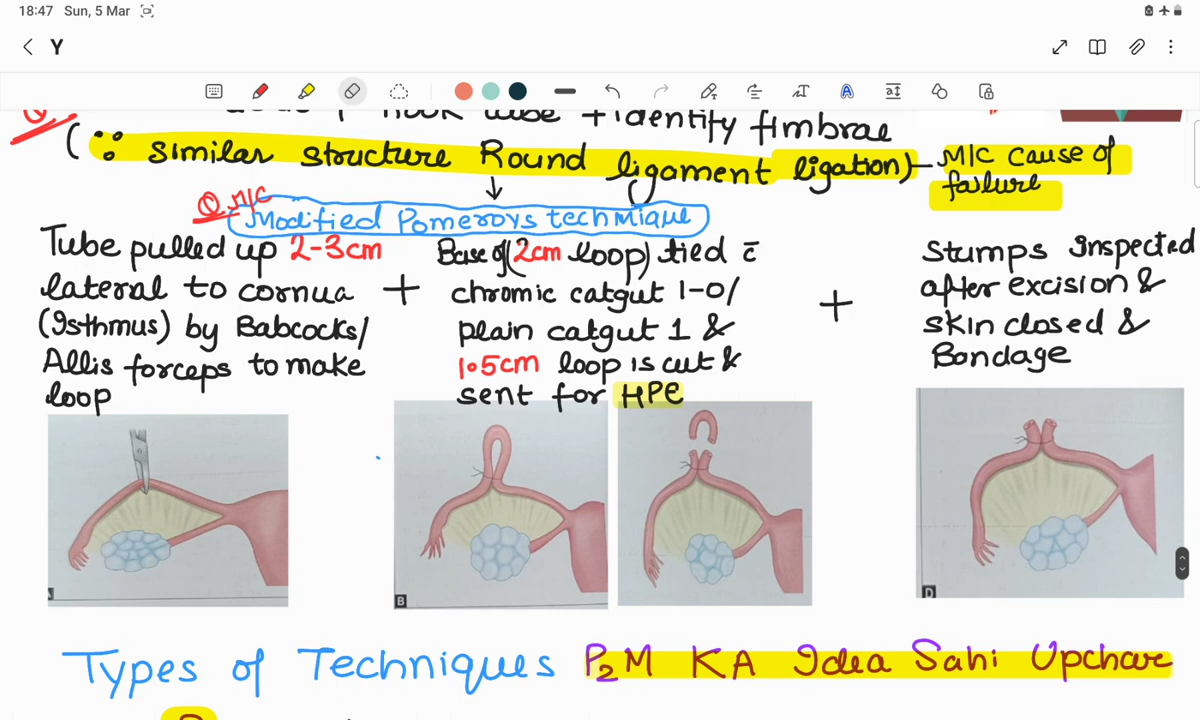 18:47 Sun, 5 Mar
Y
hook tube + identify fimbrae
(∵ similar structure Round ligament ligation) – M/C cause of
failure
Q M/C
Modified Pomeroys technique
Tube pulled up 2-3cm
lateral to cornua
(Isthmus) by Babcocks/
Allis forceps to make
loop
+
Base of (2cm loop) tied c̄
chromic catgut 1-0/
plain catgut 1 &
1.5cm loop is cut &
sent for HPE
+
Stumps Inspected
after excision &
skin closed &
Bandage
B
D
Types of Techniques P2M KA Idea Sahi Upchar